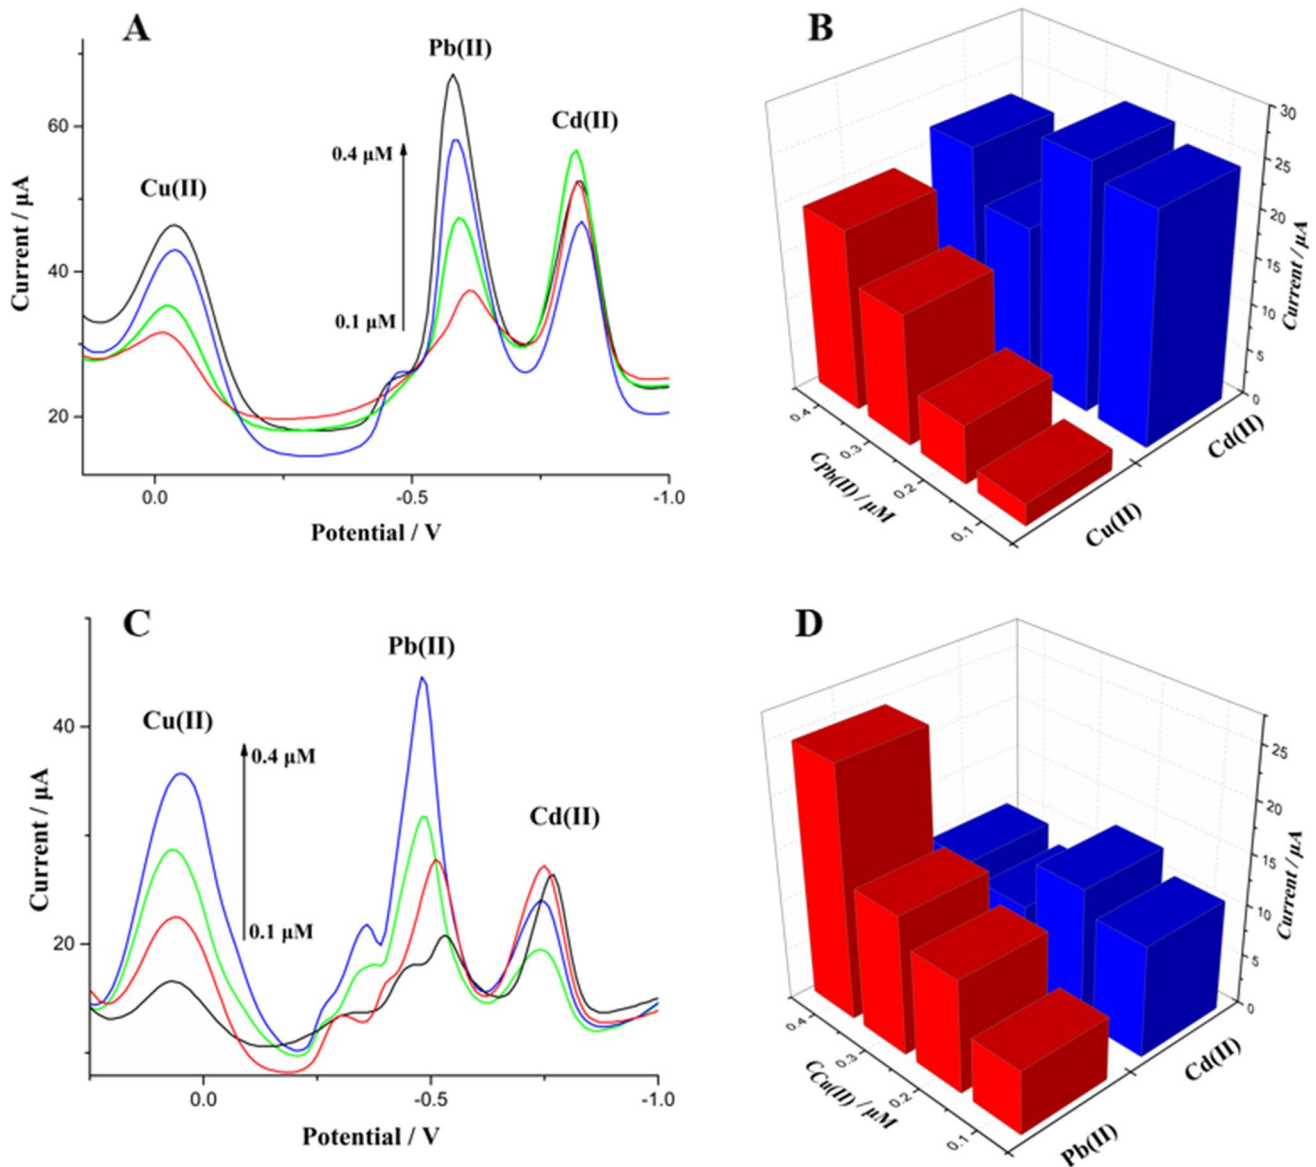 A
Pb(II)
Cd(II)
0.4 μM
Cu(II)
0.1 μM
60
40
20
Current / μA
0.0
-0.5
-1.0
Potential / V
B
30
25
20
15
10
5
0
Current / μA
0.4
0.3
0.2
0.1
CPb(II) / μM
Cu(II)
Cd(II)
C
Pb(II)
Cu(II)
0.4 μM
Cd(II)
0.1 μM
40
20
Current / μA
0.0
-0.5
-1.0
Potential / V
D
25
20
15
10
5
0
Current / μA
0.4
0.3
0.2
0.1
CCu(II) / μM
Pb(II)
Cd(II)